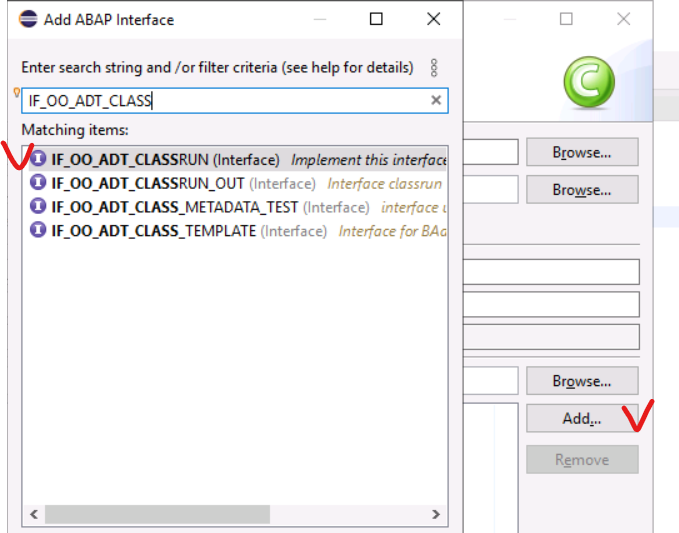 Add ABAP Interface
Enter search string and /or filter criteria (see help for details)
IF_OO_ADT_CLASS
Matching items:
IF_OO_ADT_CLASSRUN (Interface) Implement this interface
IF_OO_ADT_CLASSRUN_OUT (Interface) Interface classrun
IF_OO_ADT_CLASS_METADATA_TEST (Interface) interface
IF_OO_ADT_CLASS_TEMPLATE (Interface) Interface for BAd
C
Browse...
Browse...
Browse...
Add...
Remove